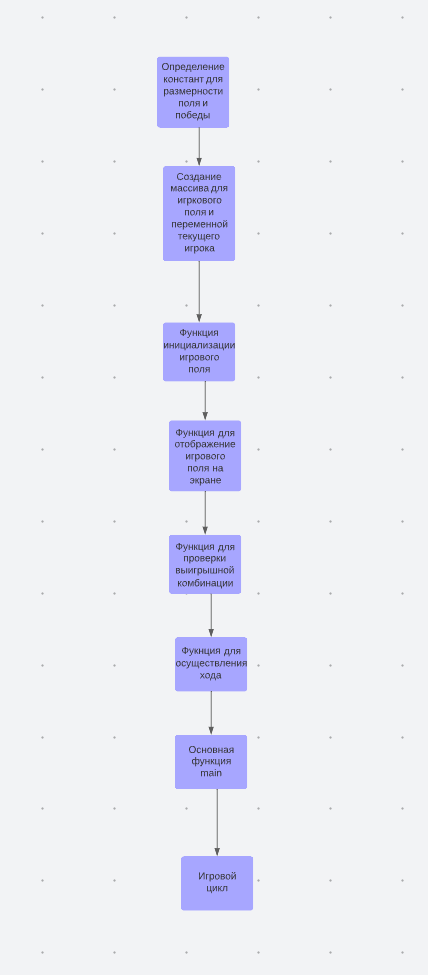 Определение
констант для
размерности
поля и
победы
Создание
массива для
игркового
поля и
переменной
текущего
игрока
Функция
инициализации
игрового
поля
Функция для
отображение
игрового
поля на
экране
Функция для
проверки
выигрышной
комбинации
Фукнция для
осуществления
хода
Основная
функция
main
Игровой
цикл